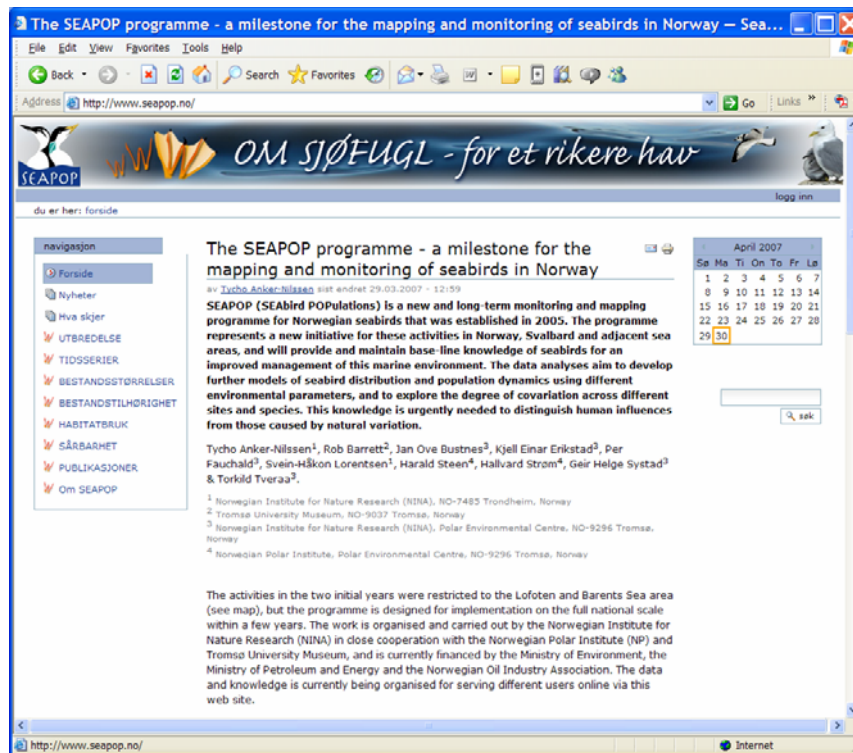 The SEAPOP programme - a milestone for the mapping and monitoring of seabirds in Norway — Sea...
File Edit View Favorites Tools Help
Back Search Favorites
Address http://www.seapop.no/ Go Links »
SEAPOP
OM SJØFUGL - for et rikere hav
logg inn
du er her: forside
navigasjon
Forside
Nyheter
Hva skjer
UTBREDELSE
TIDSSERIER
BESTANDSSTØRRELSER
BESTANDSTILHØRIGHET
HABITATBRUK
SÅRBARHET
PUBLIKASJONER
Om SEAPOP
The SEAPOP programme - a milestone for the
mapping and monitoring of seabirds in Norway
av Tycho Anker-Nilssen sist endret 29.03.2007 - 12:59
SEAPOP (SEAbird POPulations) is a new and long-term monitoring and mapping
programme for Norwegian seabirds that was established in 2005. The programme
represents a new initiative for these activities in Norway, Svalbard and adjacent sea
areas, and will provide and maintain base-line knowledge of seabirds for an
improved management of this marine environment. The data analyses aim to develop
further models of seabird distribution and population dynamics using different
environmental parameters, and to explore the degree of covariation across different
sites and species. This knowledge is urgently needed to distinguish human influences
from those caused by natural variation.
Tycho Anker-Nilssen¹, Rob Barrett², Jan Ove Bustnes³, Kjell Einar Erikstad³, Per
Fauchald³, Svein-Håkon Lorentsen¹, Harald Steen⁴, Hallvard Strøm⁴, Geir Helge Systad³
& Torkild Tveraa³.
¹ Norwegian Institute for Nature Research (NINA), NO-7485 Trondheim, Norway
² Tromsø University Museum, NO-9037 Tromsø, Norway
³ Norwegian Institute for Nature Research (NINA), Polar Environmental Centre, NO-9296 Tromsø,
Norway
⁴ Norwegian Polar Institute, Polar Environmental Centre, NO-9296 Tromsø, Norway
The activities in the two initial years were restricted to the Lofoten and Barents Sea area
(see map), but the programme is designed for implementation on the full national scale
within a few years. The work is organised and carried out by the Norwegian Institute for
Nature Research (NINA) in close cooperation with the Norwegian Polar Institute (NP) and
Tromsø University Museum, and is currently financed by the Ministry of Environment, the
Ministry of Petroleum and Energy and the Norwegian Oil Industry Association. The data
and knowledge is currently being organised for serving different users online via this
web site.
April 2007
Sø Ma Ti On To Fr Lø
1 2 3 4 5 6 7
8 9 10 11 12 13 14
15 16 17 18 19 20 21
22 23 24 25 26 27 28
29 30
søk
http://www.seapop.no/ Internet